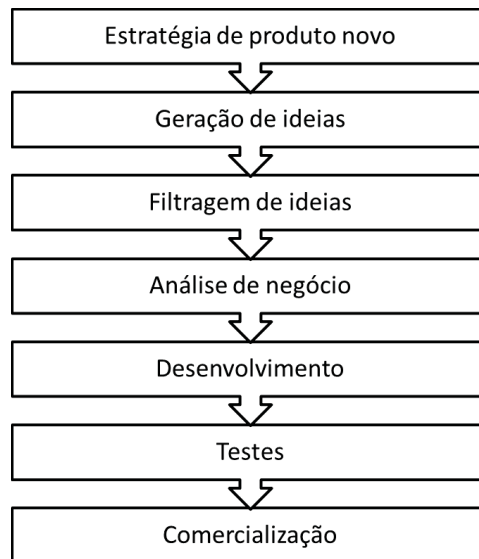 Estratégia de produto novo
Geração de ideias
Filtragem de ideias
Análise de negócio
Desenvolvimento
Testes
Comercialização